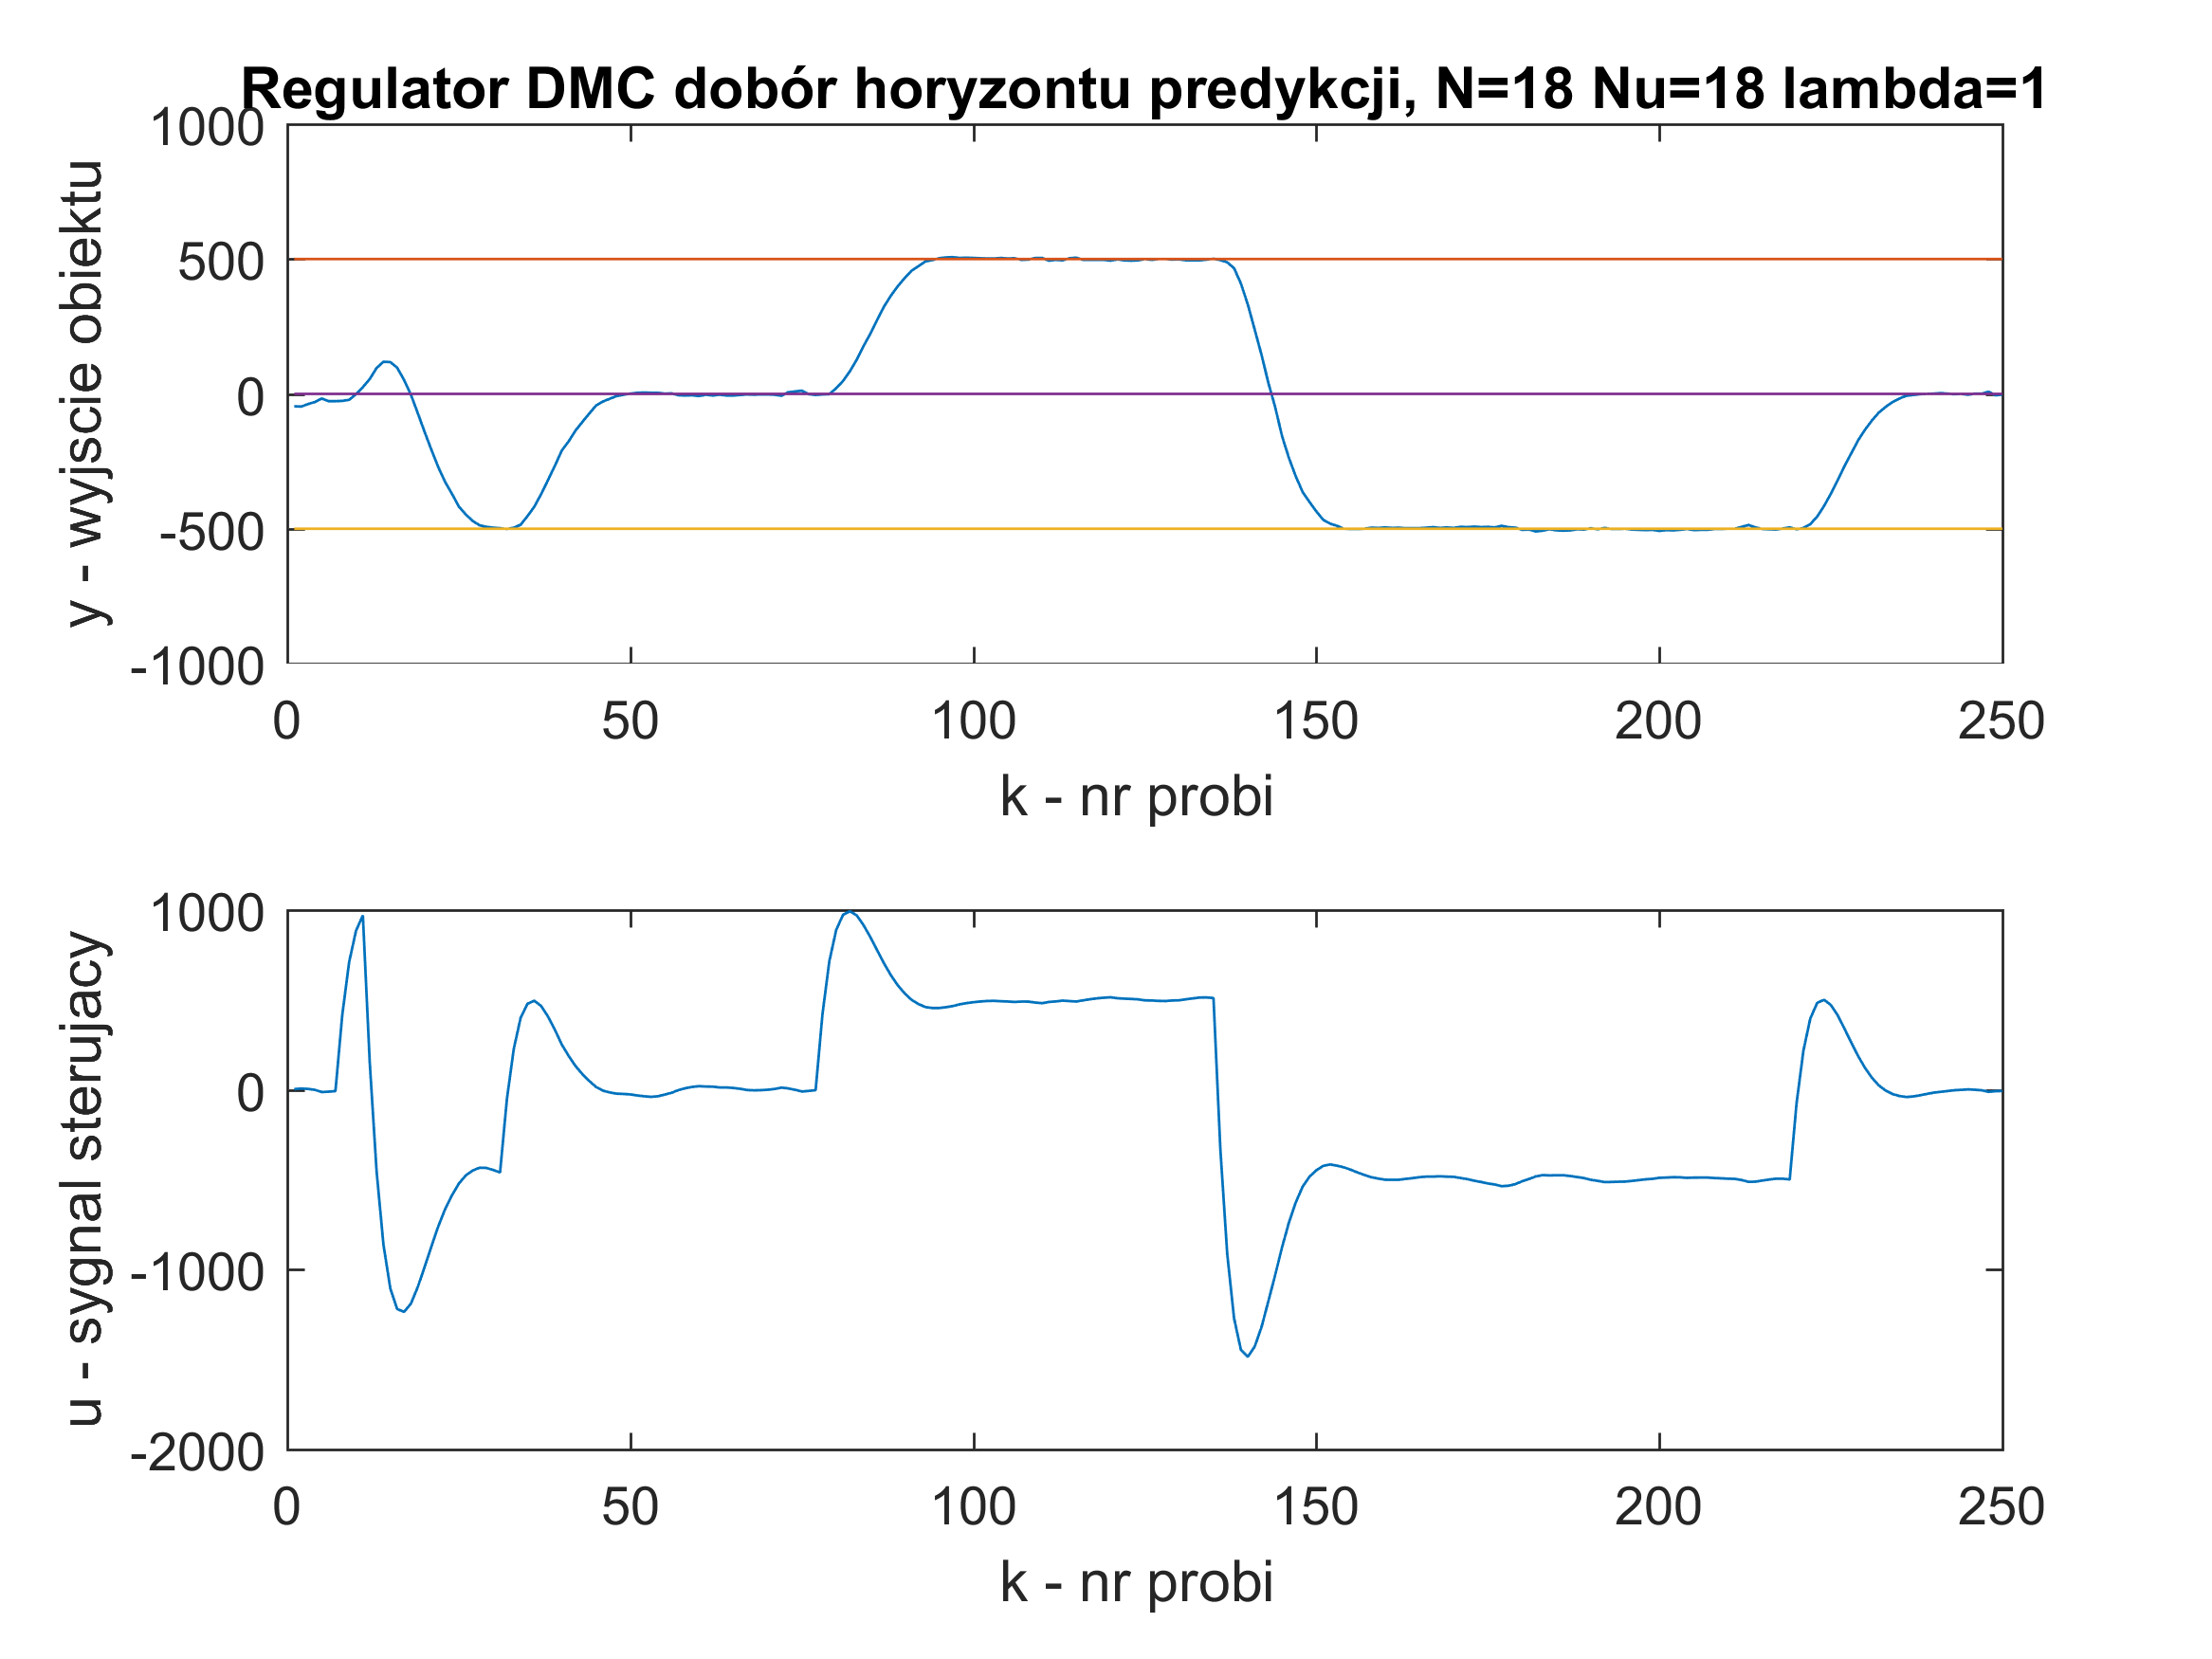 Regulator DMC dobór horyzontu predykcji, N=18 Nu=18 lambda=1
1000
500
0
-500
-1000
y - wyjscie obiektu
0 50 100 150 200 250
k - nr probi
1000
0
-1000
-2000
u - sygnal sterujacy
0 50 100 150 200 250
k - nr probi